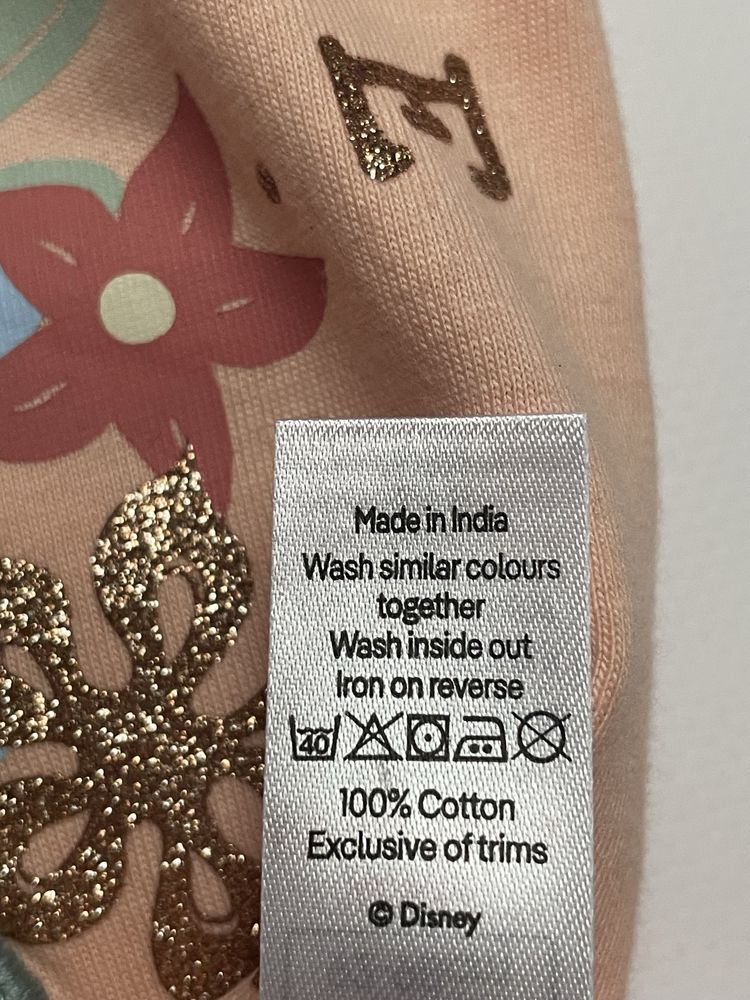 E
Made in India
Wash similar colours
together
Wash inside out
Iron on reverse
40
100% Cotton
Exclusive of trims
© Disney